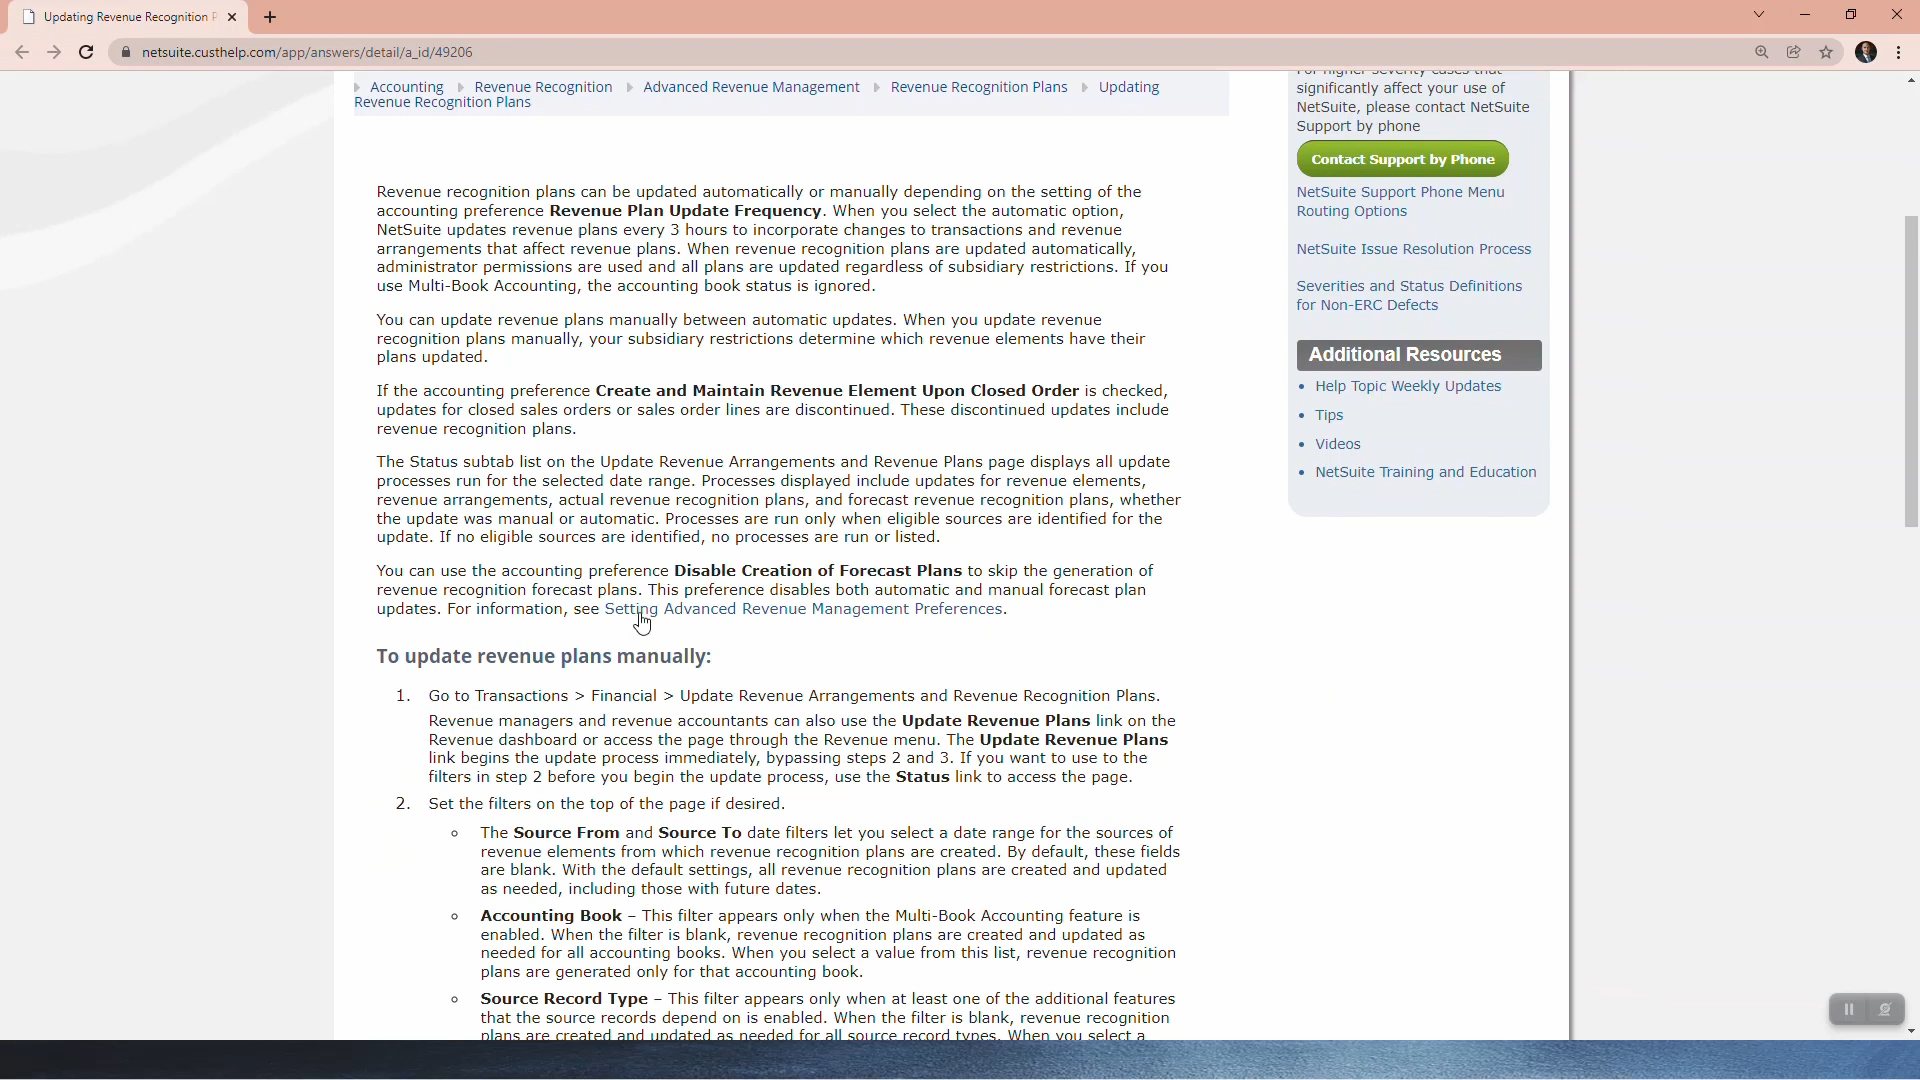 Updating Revenue Recognition P
netsuite.custhelp.com/app/answers/detail/a_id/49206
Accounting Revenue Recognition Advanced Revenue Management Revenue Recognition Plans Updating
Revenue Recognition Plans
Revenue recognition plans can be updated automatically or manually depending on the setting of the
accounting preference Revenue Plan Update Frequency. When you select the automatic option,
NetSuite updates revenue plans every 3 hours to incorporate changes to transactions and revenue
arrangements that affect revenue plans. When revenue recognition plans are updated automatically,
administrator permissions are used and all plans are updated regardless of subsidiary restrictions. If you
use Multi-Book Accounting, the accounting book status is ignored.
You can update revenue plans manually between automatic updates. When you update revenue
recognition plans manually, your subsidiary restrictions determine which revenue elements have their
plans updated.
If the accounting preference Create and Maintain Revenue Element Upon Closed Order is checked,
updates for closed sales orders or sales order lines are discontinued. These discontinued updates include
revenue recognition plans.
The Status subtab list on the Update Revenue Arrangements and Revenue Plans page displays all update
processes run for the selected date range. Processes displayed include updates for revenue elements,
revenue arrangements, actual revenue recognition plans, and forecast revenue recognition plans, whether
the update was manual or automatic. Processes are run only when eligible sources are identified for the
update. If no eligible sources are identified, no processes are run or listed.
You can use the accounting preference Disable Creation of Forecast Plans to skip the generation of
revenue recognition forecast plans. This preference disables both automatic and manual forecast plan
updates. For information, see Setting Advanced Revenue Management Preferences.
To update revenue plans manually:
1. Go to Transactions > Financial > Update Revenue Arrangements and Revenue Recognition Plans.
Revenue managers and revenue accountants can also use the Update Revenue Plans link on the
Revenue dashboard or access the page through the Revenue menu. The Update Revenue Plans
link begins the update process immediately, bypassing steps 2 and 3. If you want to use to the
filters in step 2 before you begin the update process, use the Status link to access the page.
2. Set the filters on the top of the page if desired.
The Source From and Source To date filters let you select a date range for the sources of
revenue elements from which revenue recognition plans are created. By default, these fields
are blank. With the default settings, all revenue recognition plans are created and updated
as needed, including those with future dates.
Accounting Book – This filter appears only when the Multi-Book Accounting feature is
enabled. When the filter is blank, revenue recognition plans are created and updated as
needed for all accounting books. When you select a value from this list, revenue recognition
plans are generated only for that accounting book.
Source Record Type – This filter appears only when at least one of the additional features
that the source records depend on is enabled. When the filter is blank, revenue recognition
plans are created and updated as needed for all source record types. When you select a
For higher severity cases that
significantly affect your use of
NetSuite, please contact NetSuite
Support by phone
Contact Support by Phone
NetSuite Support Phone Menu
Routing Options
NetSuite Issue Resolution Process
Severities and Status Definitions
for Non-ERC Defects
Additional Resources
Help Topic Weekly Updates
Tips
Videos
NetSuite Training and Education